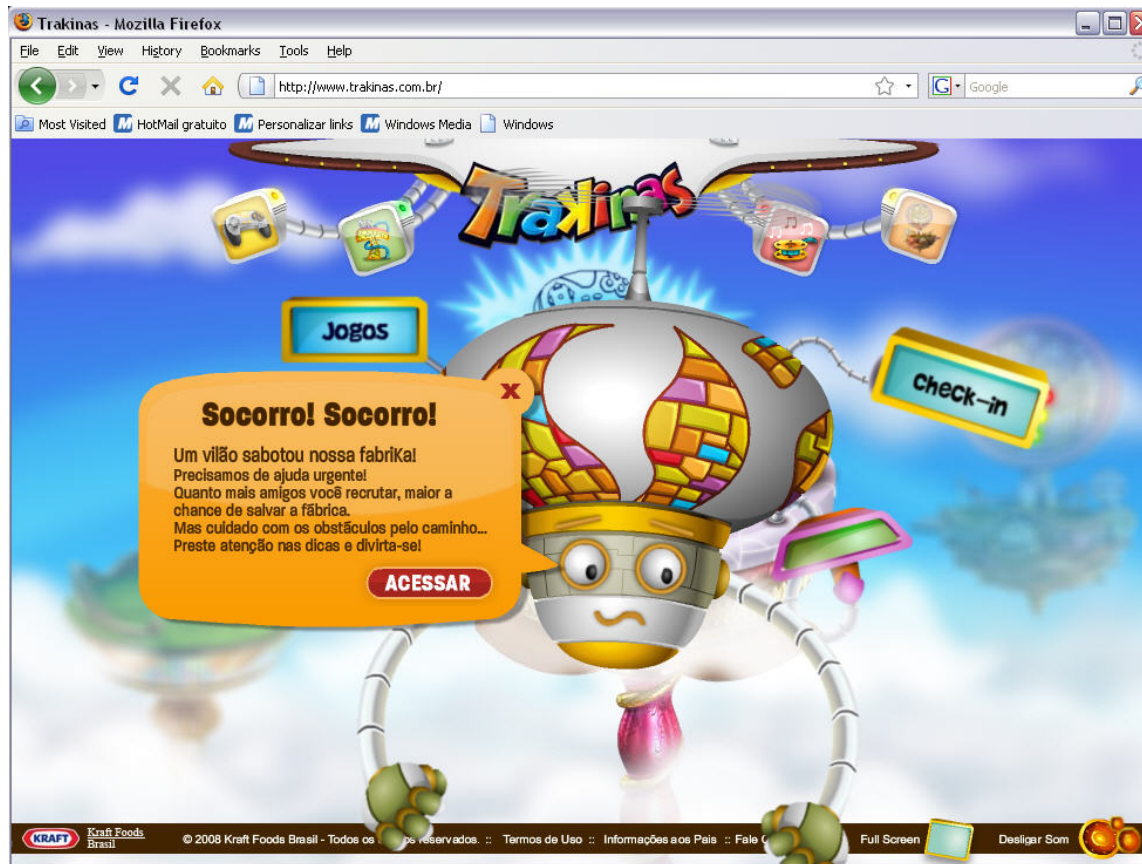 Trakinas - Mozilla Firefox
File Edit View History Bookmarks Tools Help
http://www.trakinas.com.br/
G Google
Most Visited HotMail gratuito Personalizar links Windows Media Windows
Trakinas
Jogos
Check-in
X
Socorro! Socorro!
Um vilão sabotou nossa fabriKa!
Precisamos de ajuda urgente!
Quanto mais amigos você recrutar, maior a
chance de salvar a fábrica.
Mas cuidado com os obstáculos pelo caminho...
Preste atenção nas dicas e divirta-se!
ACESSAR
KRAFT Kraft Foods
Brasil
© 2008 Kraft Foods Brasil - Todos os reservados. :: Termos de Uso :: Informações aos Pais :: Fale Full Screen Desligar Som